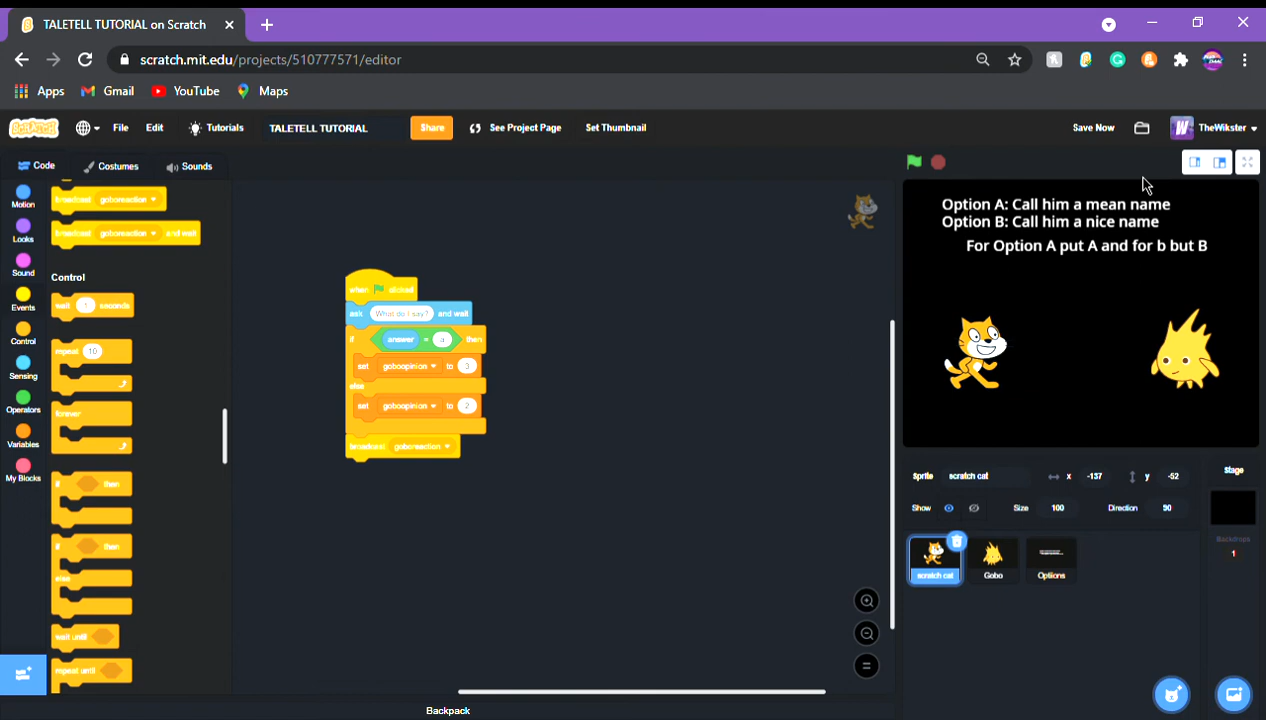 TALETELL TUTORIAL on Scratch
scratch.mit.edu/projects/510777571/editor
Apps Gmail YouTube Maps
SCRATCH File Edit Tutorials TALETELL TUTORIAL Share See Project Page Set Thumbnail Save Now TheWikster
Code Costumes Sounds
Motion
Looks
Sound
Events
Control
Sensing
Operators
Variables
My Blocks
broadcast goboreaction
broadcast goboreaction and wait
Control
wait 1 seconds
repeat 10
forever
if then
if then
else
wait until
repeat until
when clicked
ask What do I say? and wait
if answer = a then
set goboopinion to 3
else
set goboopinion to 2
broadcast goboreaction
Option A: Call him a mean name
Option B: Call him a nice name
For Option A put A and for b but B
Sprite scratch cat x -137 y -52
Show Size 100 Direction 90
scratch cat Gobo Optiions
Stage
Backdrops
1
Backpack